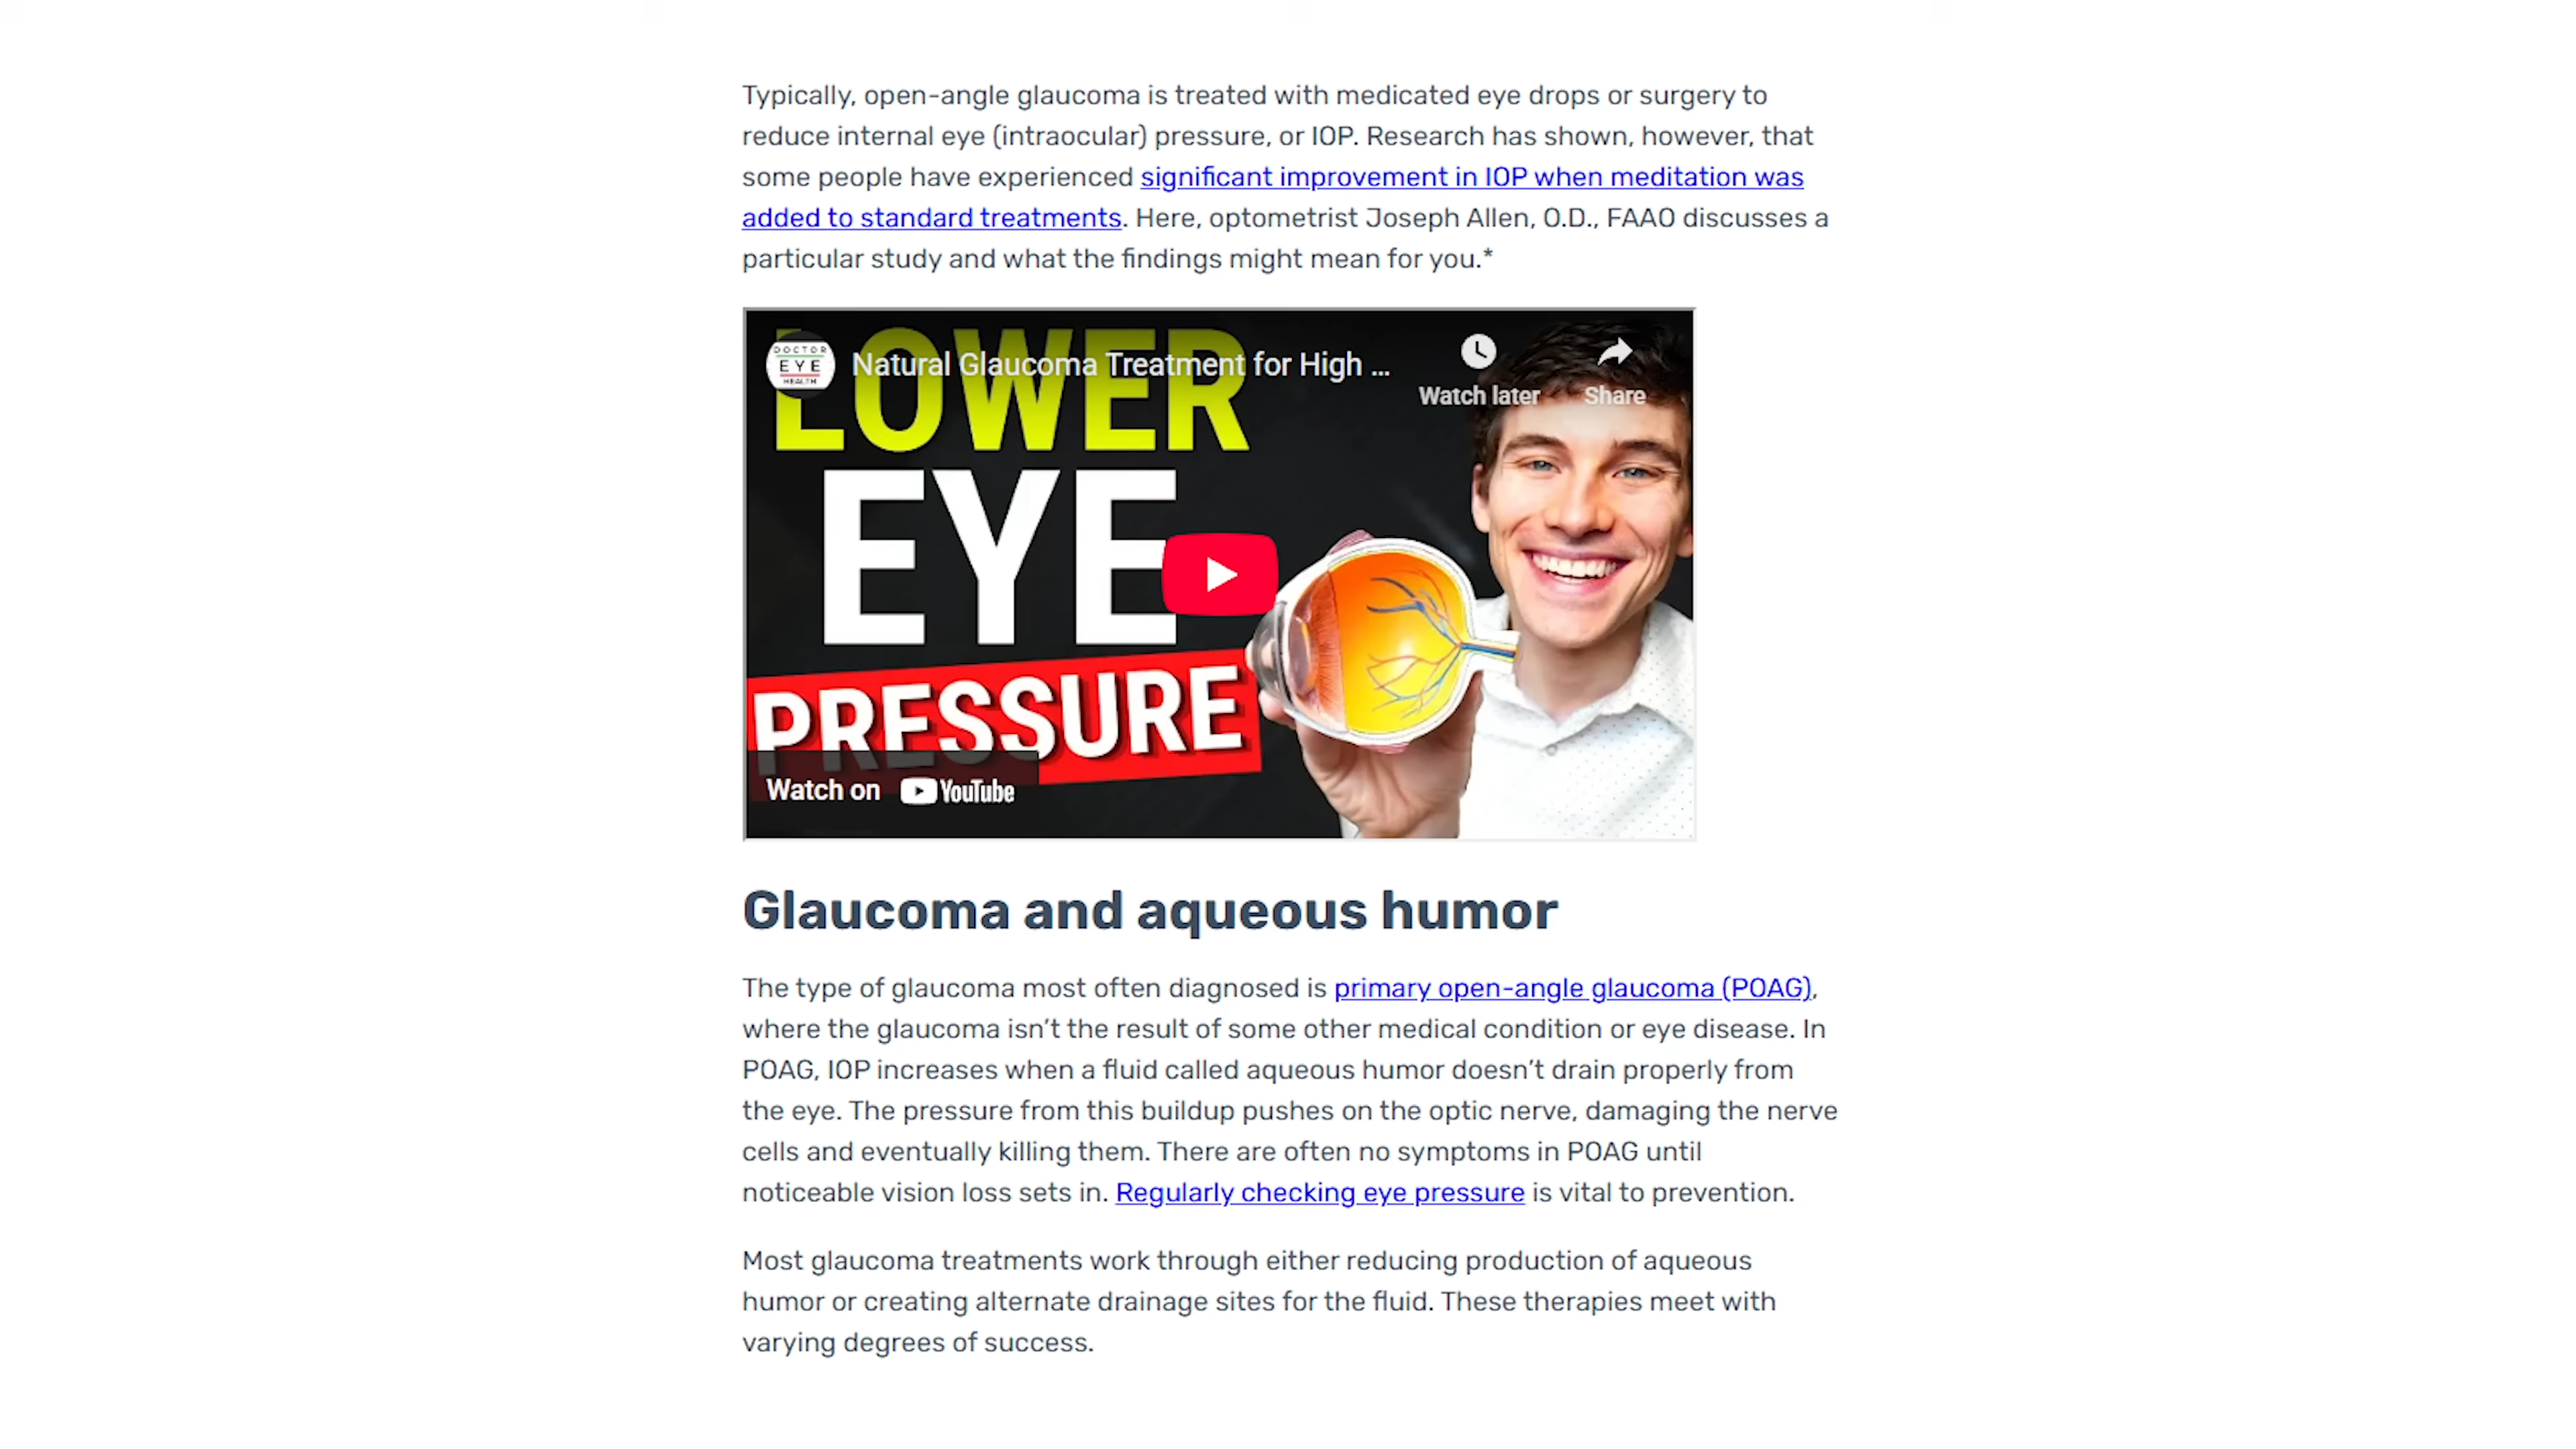 Typically, open-angle glaucoma is treated with medicated eye drops or surgery to
reduce internal eye (intraocular) pressure, or IOP. Research has shown, however, that
some people have experienced significant improvement in IOP when meditation was
added to standard treatments. Here, optometrist Joseph Allen, O.D., FAAO discusses a
particular study and what the findings might mean for you.*
DOCTOR
EYE
HEALTH
Natural Glaucoma Treatment for High ...
Watch later
Share
LOWER
EYE
PRESSURE
Watch on YouTube
Glaucoma and aqueous humor
The type of glaucoma most often diagnosed is primary open-angle glaucoma (POAG),
where the glaucoma isn’t the result of some other medical condition or eye disease. In
POAG, IOP increases when a fluid called aqueous humor doesn’t drain properly from
the eye. The pressure from this buildup pushes on the optic nerve, damaging the nerve
cells and eventually killing them. There are often no symptoms in POAG until
noticeable vision loss sets in. Regularly checking eye pressure is vital to prevention.
Most glaucoma treatments work through either reducing production of aqueous
humor or creating alternate drainage sites for the fluid. These therapies meet with
varying degrees of success.